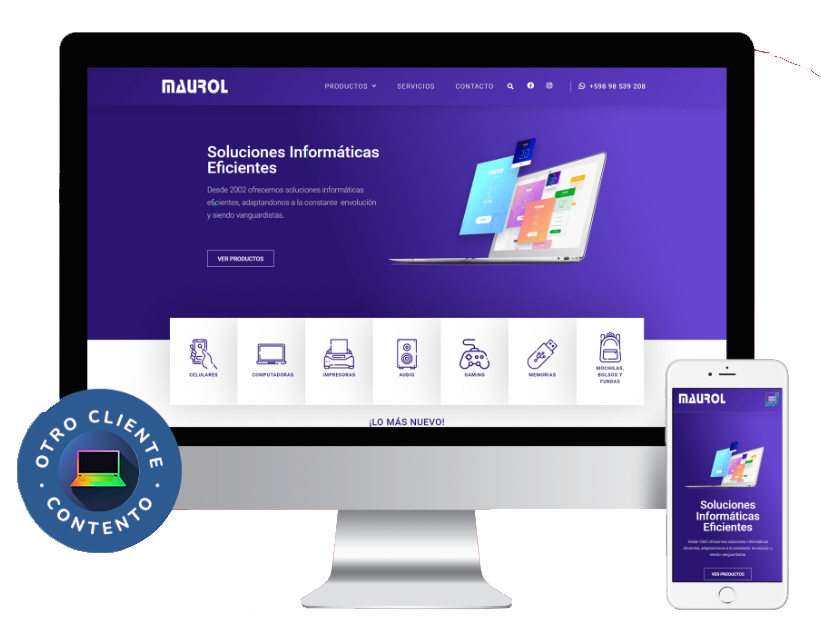 MAUROL
PRODUCTOS
SERVICIOS
CONTACTO
+598 98 539 208
Soluciones Informáticas
Eficientes
Desde 2002 ofrecemos soluciones informáticas
eficientes, adaptandonos a la constante envolución
y siendo vanguardistas.
VER PRODUCTOS
CELULARES
COMPUTADORAS
IMPRESORAS
AUDIO
GAMING
MEMORIAS
MOCHILAS,
BOLSOS Y
FUNDAS
¡LO MÁS NUEVO!
OTRO CLIENTE
CONTENTO
MAUROL
Soluciones
Informáticas
Eficientes
Desde 2002 ofrecemos soluciones informáticas
eficientes, adaptandonos a la constante envolución y
siendo vanguardistas.
VER PRODUCTOS